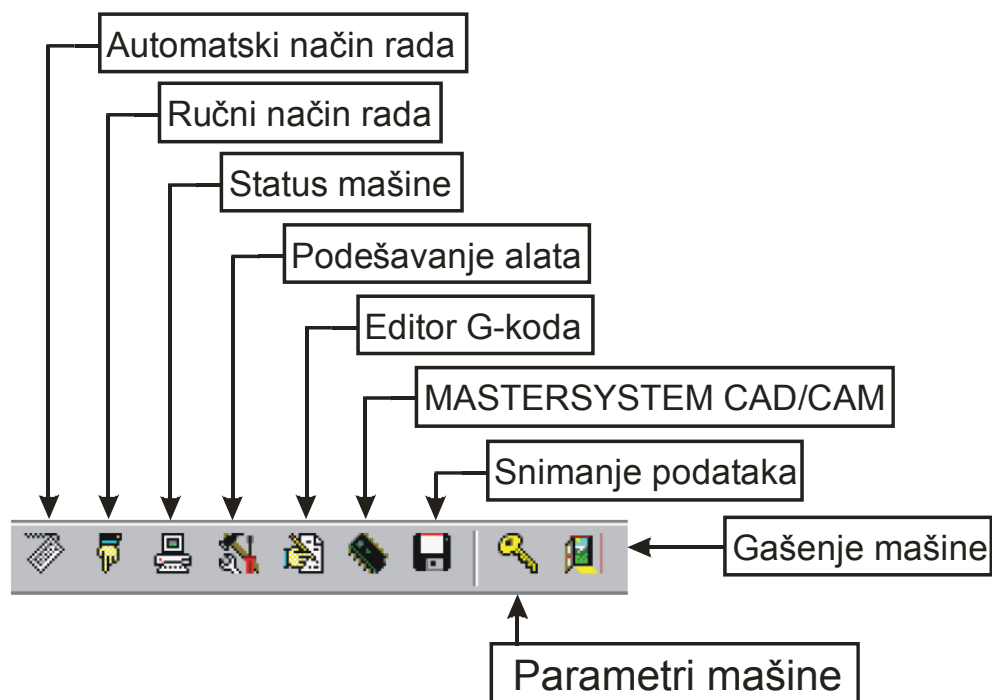 Automatski način rada
Ručni način rada
Status mašine
Podešavanje alata
Editor G-koda
MASTERSYSTEM CAD/CAM
Snimanje podataka
Gašenje mašine
Parametri mašine